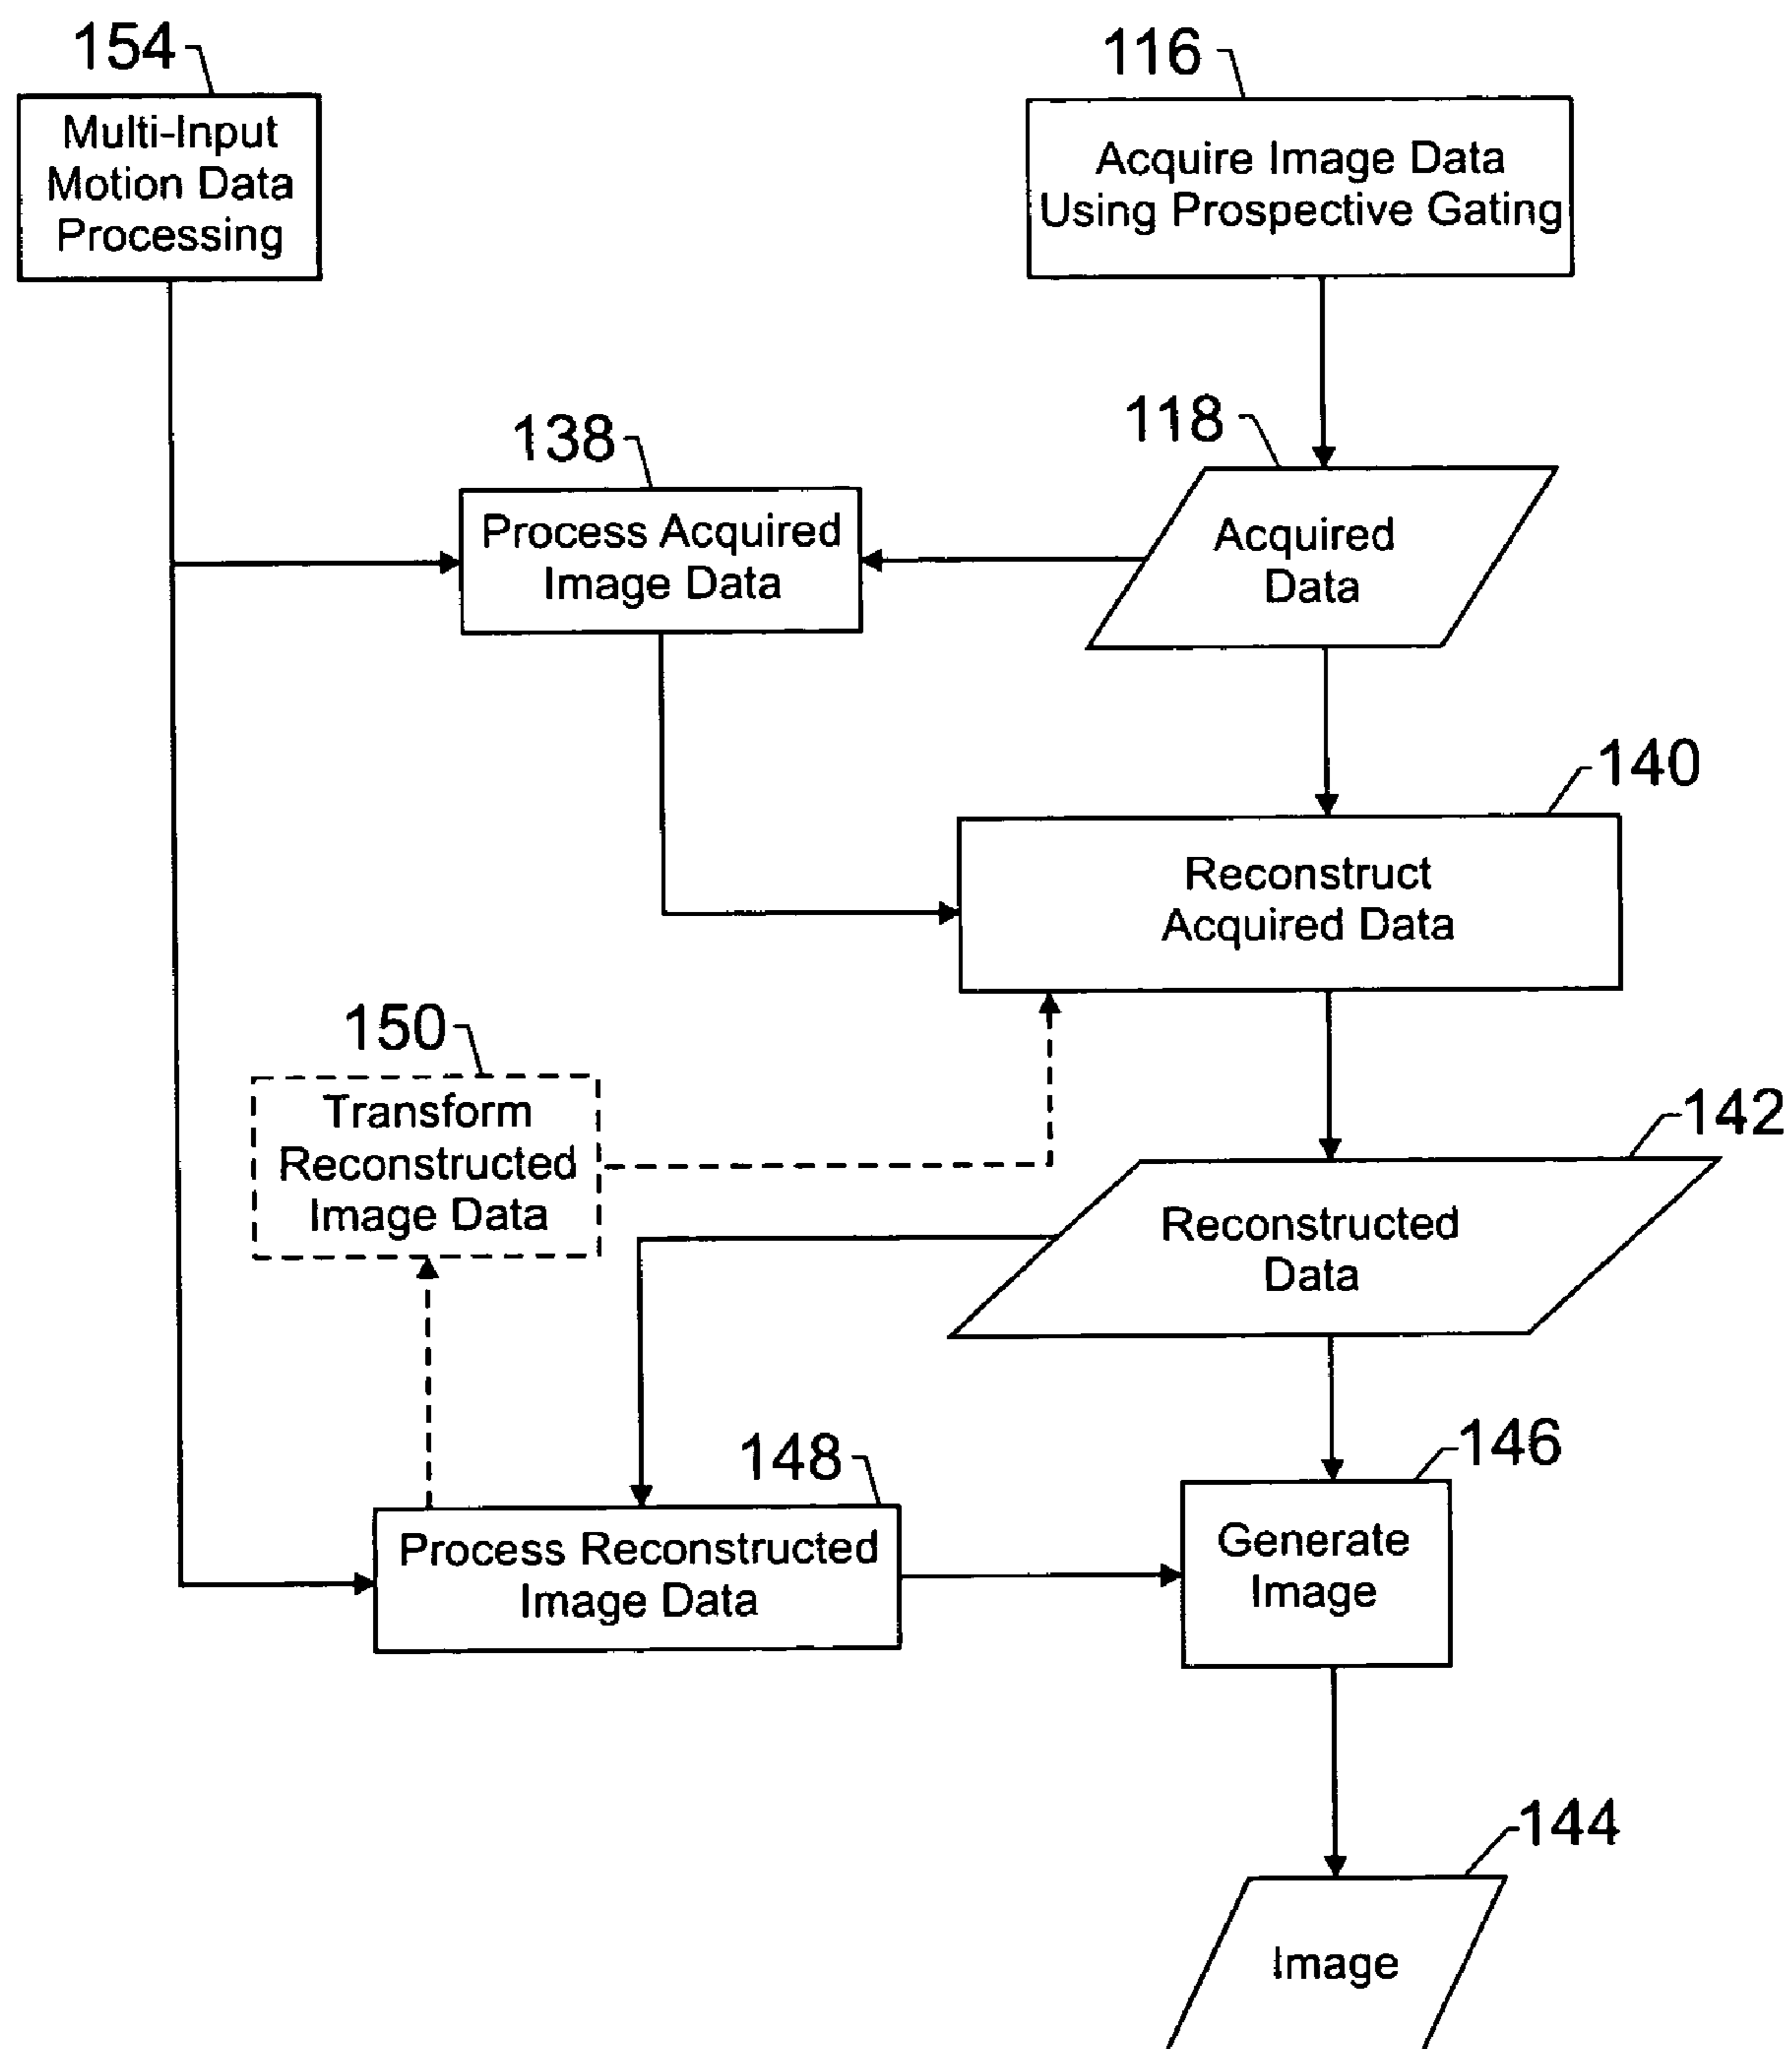 154
Multi-Input
Motion Data
Processing
116
Acquire Image Data
Using Prospective Gating
138
Process Acquired
Image Data
118
Acquired
Data
140
Reconstruct
Acquired Data
150
Transform
Reconstructed
Image Data
142
Reconstructed
Data
148
Process Reconstructed
Image Data
146
Generate
Image
144
Image